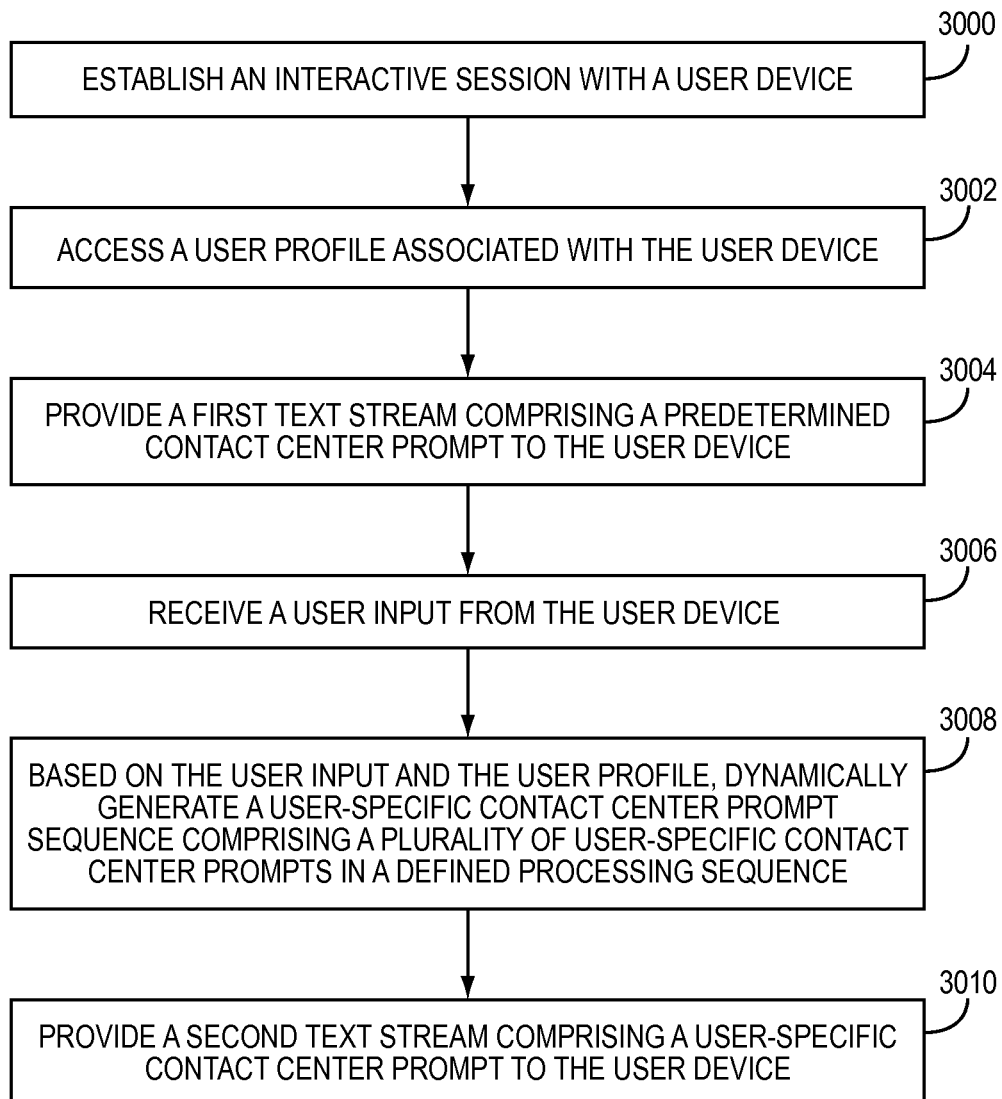 3000
ESTABLISH AN INTERACTIVE SESSION WITH A USER DEVICE
3002
ACCESS A USER PROFILE ASSOCIATED WITH THE USER DEVICE
3004
PROVIDE A FIRST TEXT STREAM COMPRISING A PREDETERMINED
CONTACT CENTER PROMPT TO THE USER DEVICE
3006
RECEIVE A USER INPUT FROM THE USER DEVICE
3008
BASED ON THE USER INPUT AND THE USER PROFILE, DYNAMICALLY
GENERATE A USER-SPECIFIC CONTACT CENTER PROMPT
SEQUENCE COMPRISING A PLURALITY OF USER-SPECIFIC CONTACT
CENTER PROMPTS IN A DEFINED PROCESSING SEQUENCE
3010
PROVIDE A SECOND TEXT STREAM COMPRISING A USER-SPECIFIC
CONTACT CENTER PROMPT TO THE USER DEVICE